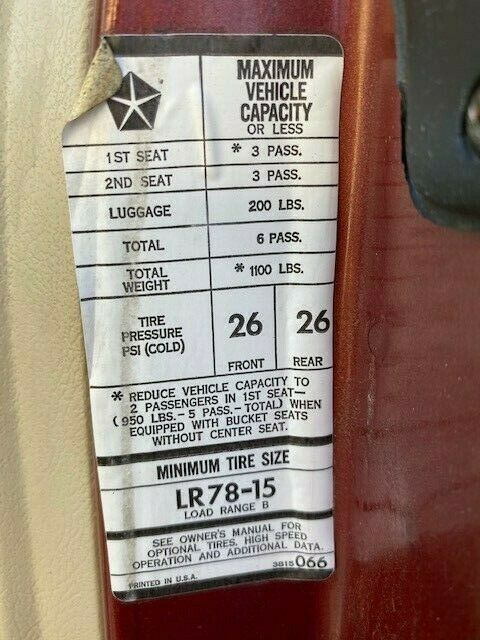 MAXIMUM
VEHICLE
CAPACITY
OR LESS
1ST SEAT * 3 PASS.
2ND SEAT 3 PASS.
LUGGAGE 200 LBS.
TOTAL 6 PASS.
TOTAL
WEIGHT * 1100 LBS.
TIRE
PRESSURE
PSI (COLD)
26 26
FRONT REAR
* REDUCE VEHICLE CAPACITY TO
2 PASSENGERS IN 1ST SEAT—
(950 LBS.-5 PASS.-TOTAL) WHEN
EQUIPPED WITH BUCKET SEATS
WITHOUT CENTER SEAT.
MINIMUM TIRE SIZE
LR78-15
LOAD RANGE B
SEE OWNER'S MANUAL FOR
OPTIONAL TIRES, HIGH SPEED
OPERATION AND ADDITIONAL DATA.
PRINTED IN U.S.A. 3815066